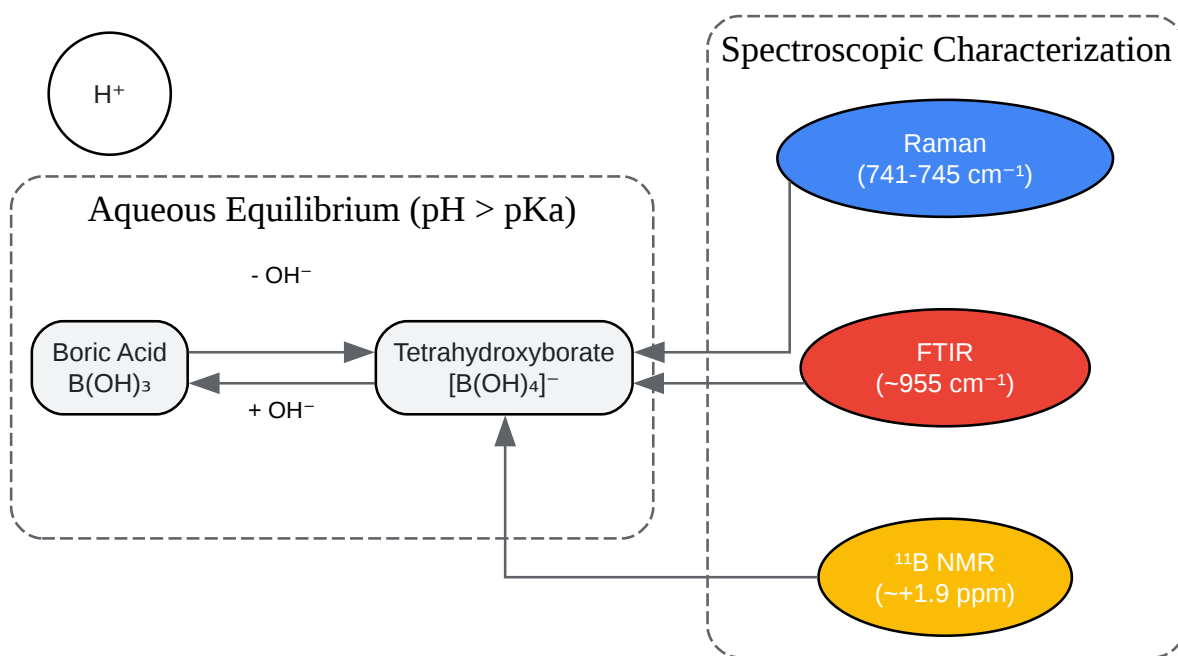 Spectroscopic Characterization
H⁺
Raman
(741-745 cm⁻¹)
Aqueous Equilibrium (pH > pKa)
- OH⁻
Boric Acid
B(OH)₃
Tetrahydroxyborate
[B(OH)₄]⁻
+ OH⁻
FTIR
(~955 cm⁻¹)
¹¹B NMR
(~+1.9 ppm)